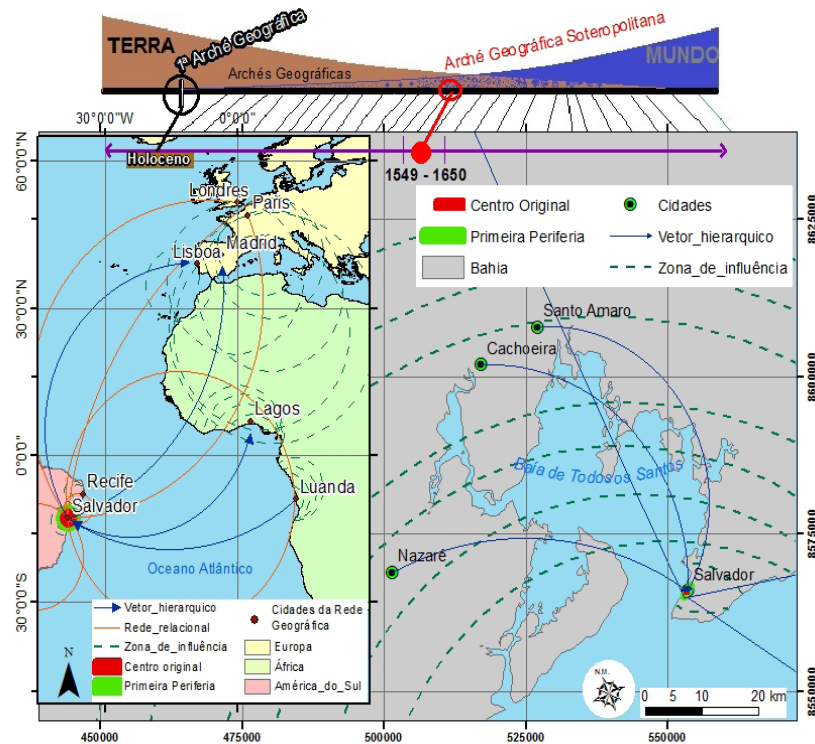 TERRA
1ª Arché Geográfica
Arché Geográfica Soteropolitana
MUNDO
Archés Geográficas
30°0'0"W
0°0'0"
Holoceno
1549 - 1650
60°0'0"N
30°0'0"N
0°0'0"
30°0'0"S
Londres
Paris
Madrid
Lisboa
Lagos
Recife
Salvador
Luanda
Oceano Atlântico
Vetor_hierarquico
Rede_relacional
Zona_de_influência
Centro original
Primeira Periferia
Cidades da Rede
Geográfica
Europa
África
América_do_Sul
N
Centro Original
Primeira Periferia
Bahia
Cidades
Vetor_hierarquico
Zona_de_influência
Santo Amaro
Cachoeira
Baía de Todos os Santos
Nazaré
Salvador
N.M.
0 5 10 20 km
8625000
8600000
8575000
8550000
450000
475000
500000
525000
550000